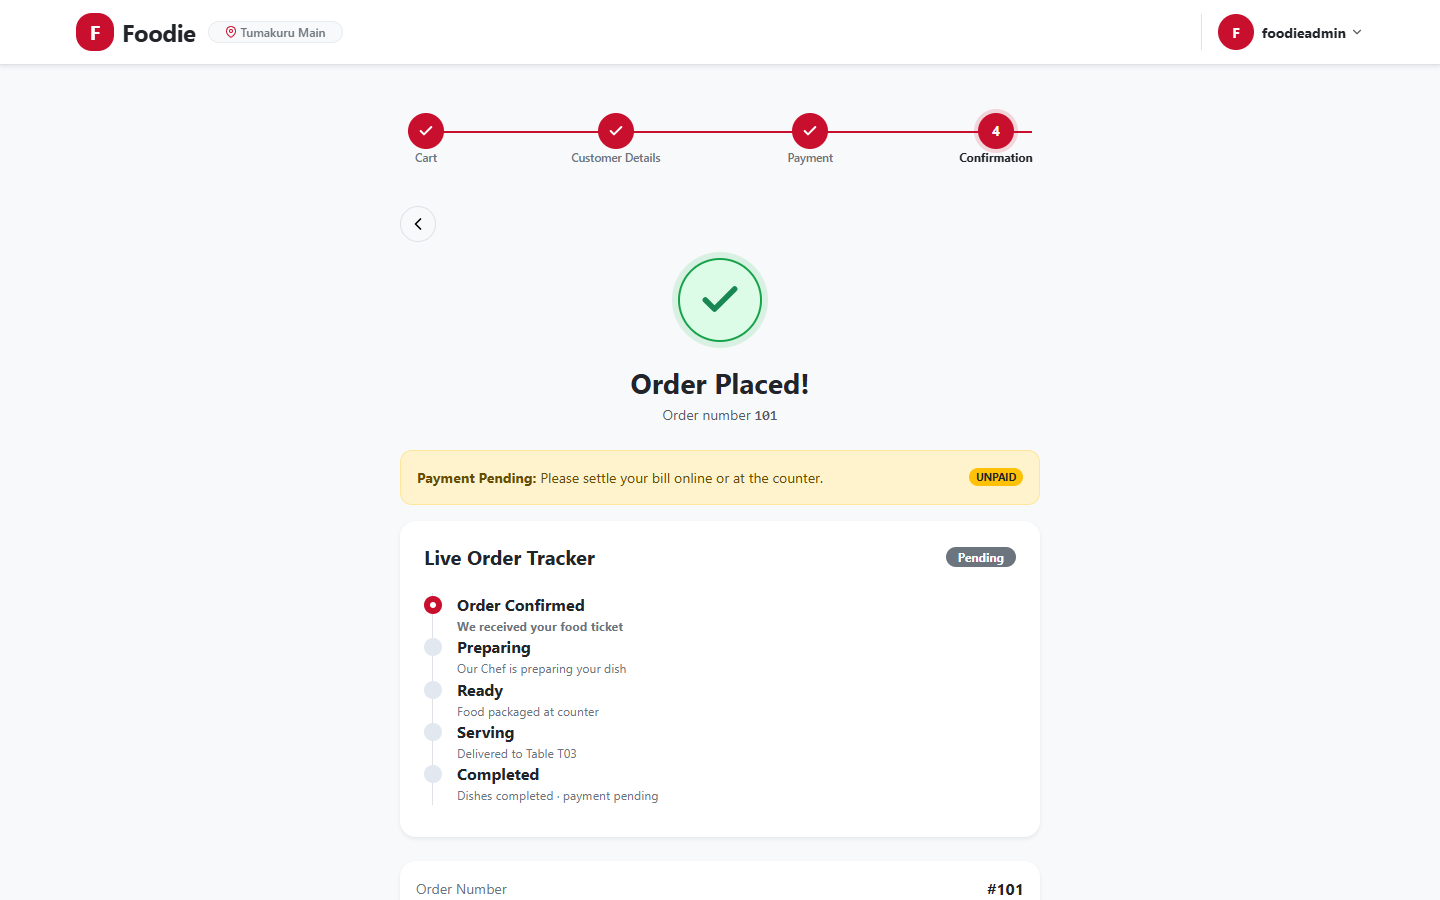 F Foodie Tumakuru Main F foodieadmin
4
Cart Customer Details Payment Confirmation
Order Placed!
Order number 101
Payment Pending: Please settle your bill online or at the counter. UNPAID
Live Order Tracker Pending
Order Confirmed
We received your food ticket
Preparing
Our Chef is preparing your dish
Ready
Food packaged at counter
Serving
Delivered to Table T03
Completed
Dishes completed · payment pending
Order Number #101